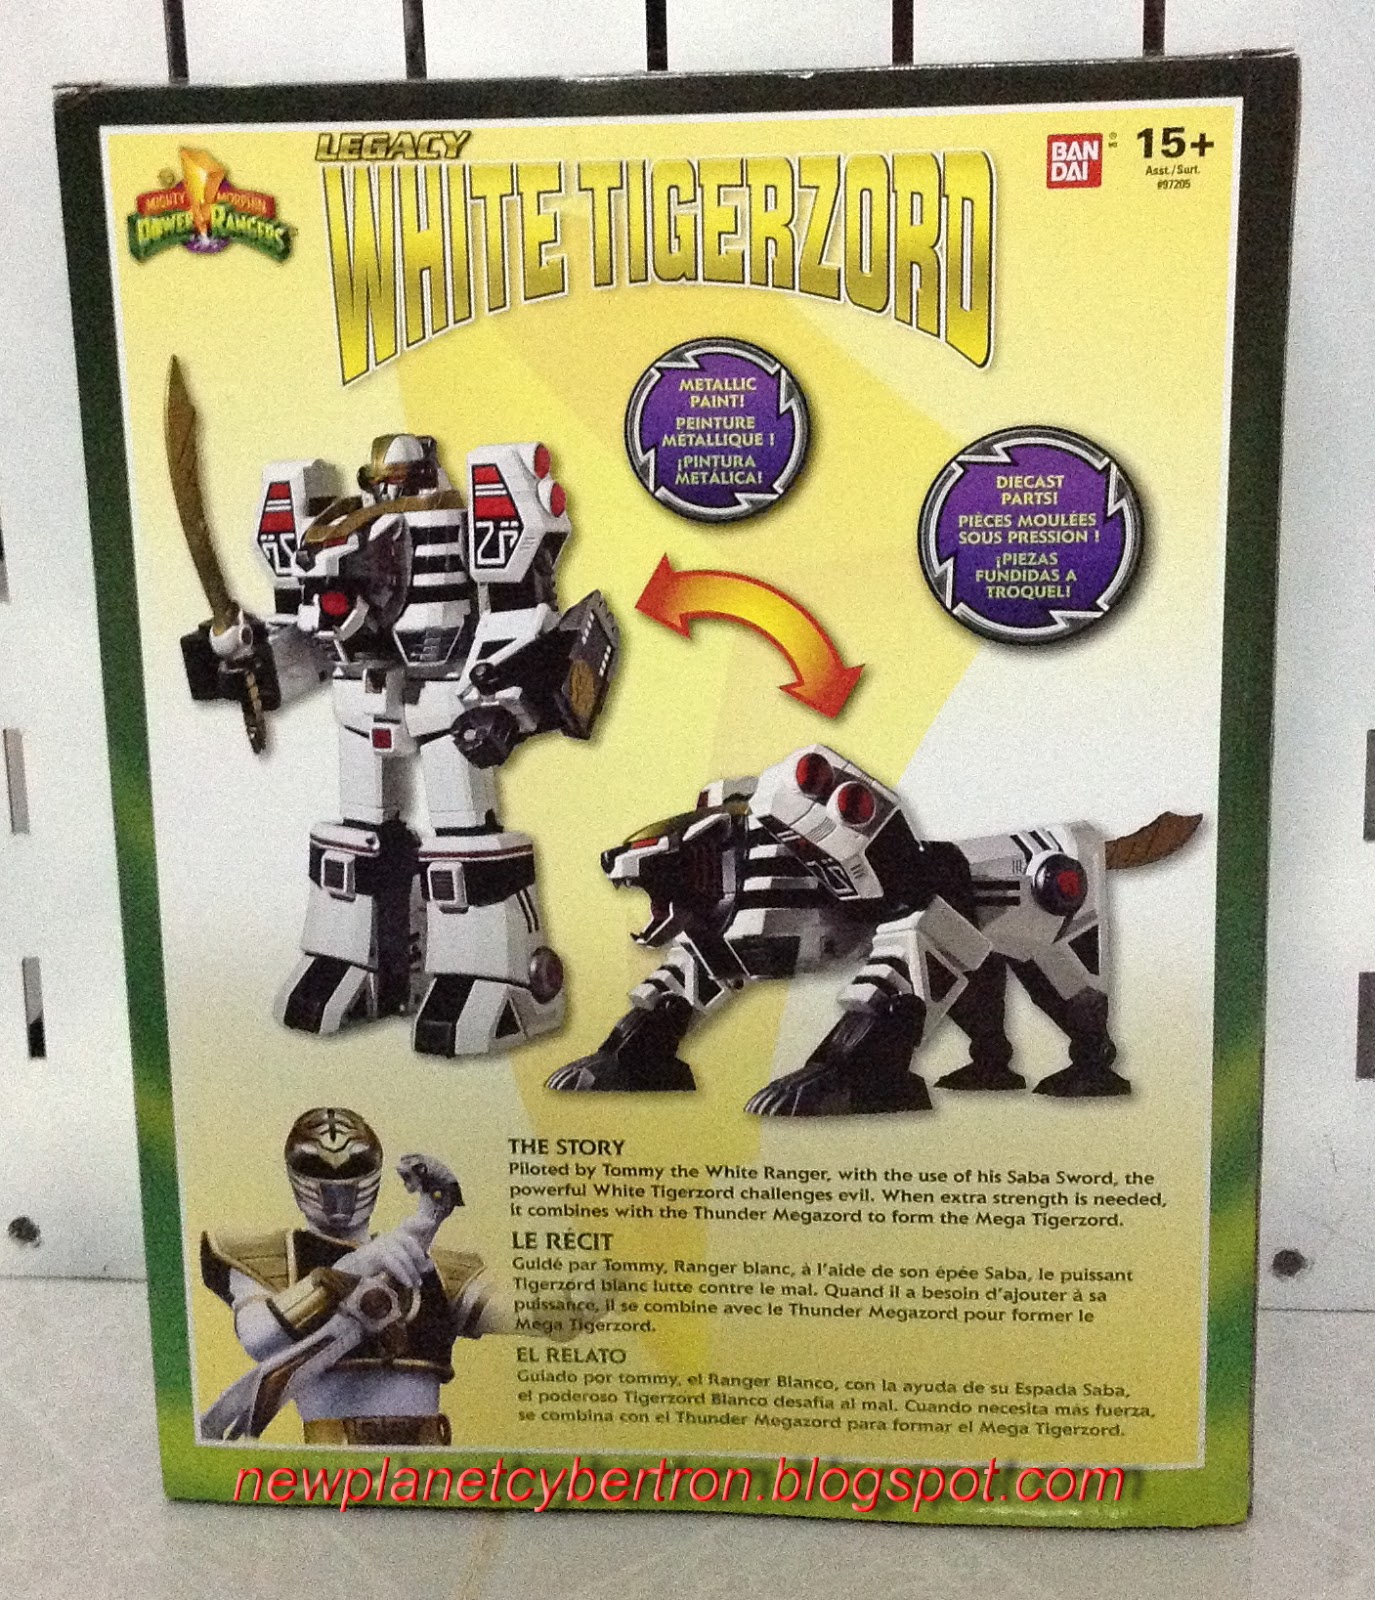 LEGACY
WHITE TIGERZORD
MIGHTY MORPHIN
POWER RANGERS
BAN
DAI
15+
Asst./Surt.
#97205
METALLIC
PAINT!
PEINTURE
MÉTALLIQUE !
¡PINTURA
METÁLICA!
DIECAST
PARTS!
PIÈCES MOULÉES
SOUS PRESSION !
¡PIEZAS
FUNDIDAS A
TROQUEL!
THE STORY
Piloted by Tommy the White Ranger, with the use of his Saba Sword, the
powerful White Tigerzord challenges evil. When extra strength is needed,
it combines with the Thunder Megazord to form the Mega Tigerzord.
LE RÉCIT
Guidé par Tommy, Ranger blanc, à l'aide de son épée Saba, le puissant
Tigerzord blanc lutte contre le mal. Quand il a besoin d'ajouter à sa
puissance, il se combine avec le Thunder Megazord pour former le
Mega Tigerzord.
EL RELATO
Guiado por tommy, el Ranger Blanco, con la ayuda de su Espada Saba,
el poderoso Tigerzord Blanco desafía al mal. Cuando necesita más fuerza,
se combina con el Thunder Megazord para formar el Mega Tigerzord.
newplanetcybertron.blogspot.com